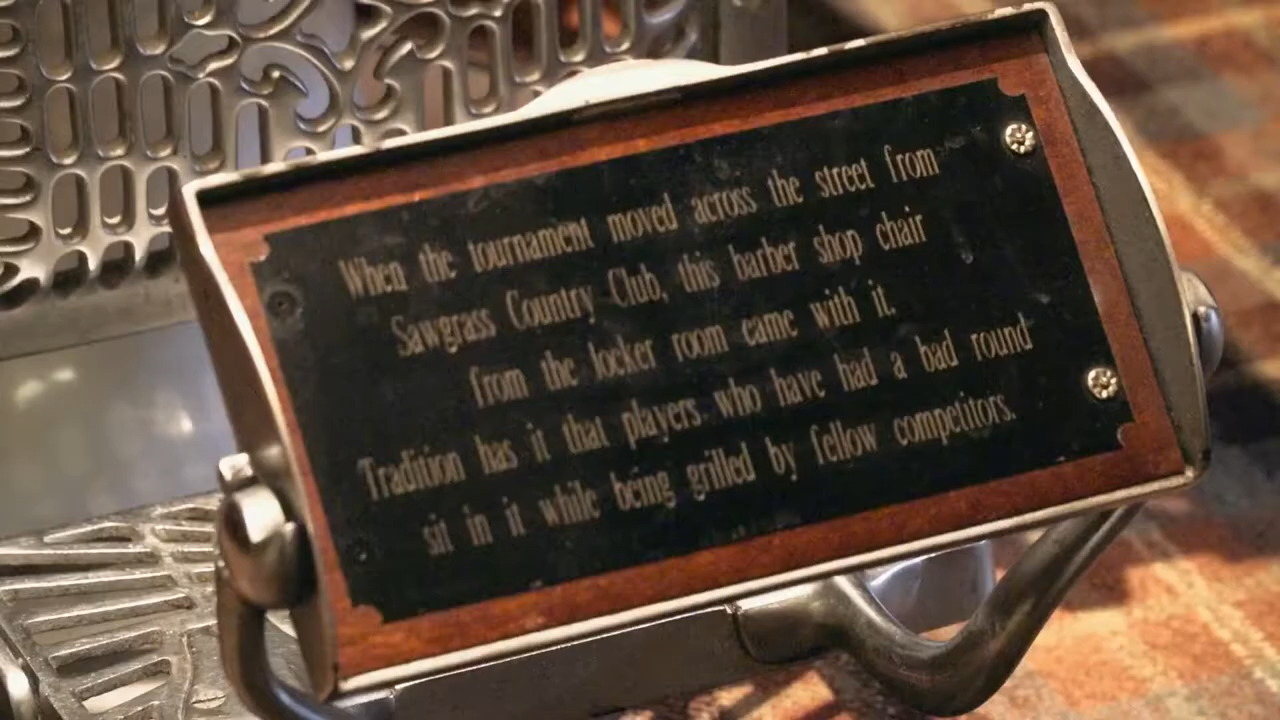 When the tournament moved across the street from
Sawgrass Country Club, this barber shop chair
from the locker room came with it.
Tradition has it that players who have had a bad round
sit in it while being grilled by fellow competitors.